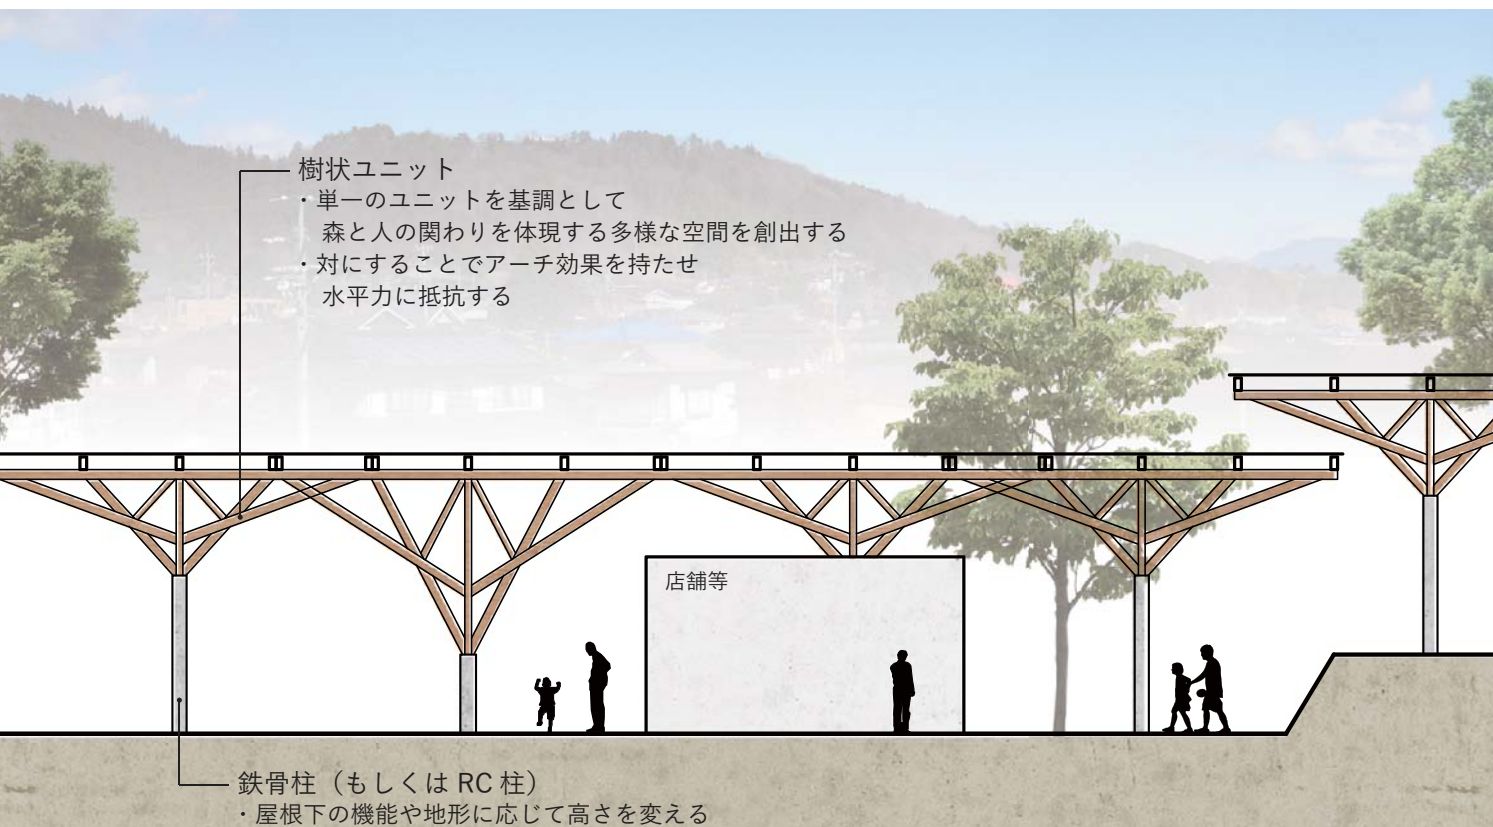 樹状ユニット
・単一のユニットを基調として
森と人の関わりを体現する多様な空間を創出する
・対にすることでアーチ効果を持たせ
水平力に抵抗する
店舗等
鉄骨柱（もしくは RC 柱）
・屋根下の機能や地形に応じて高さを変える